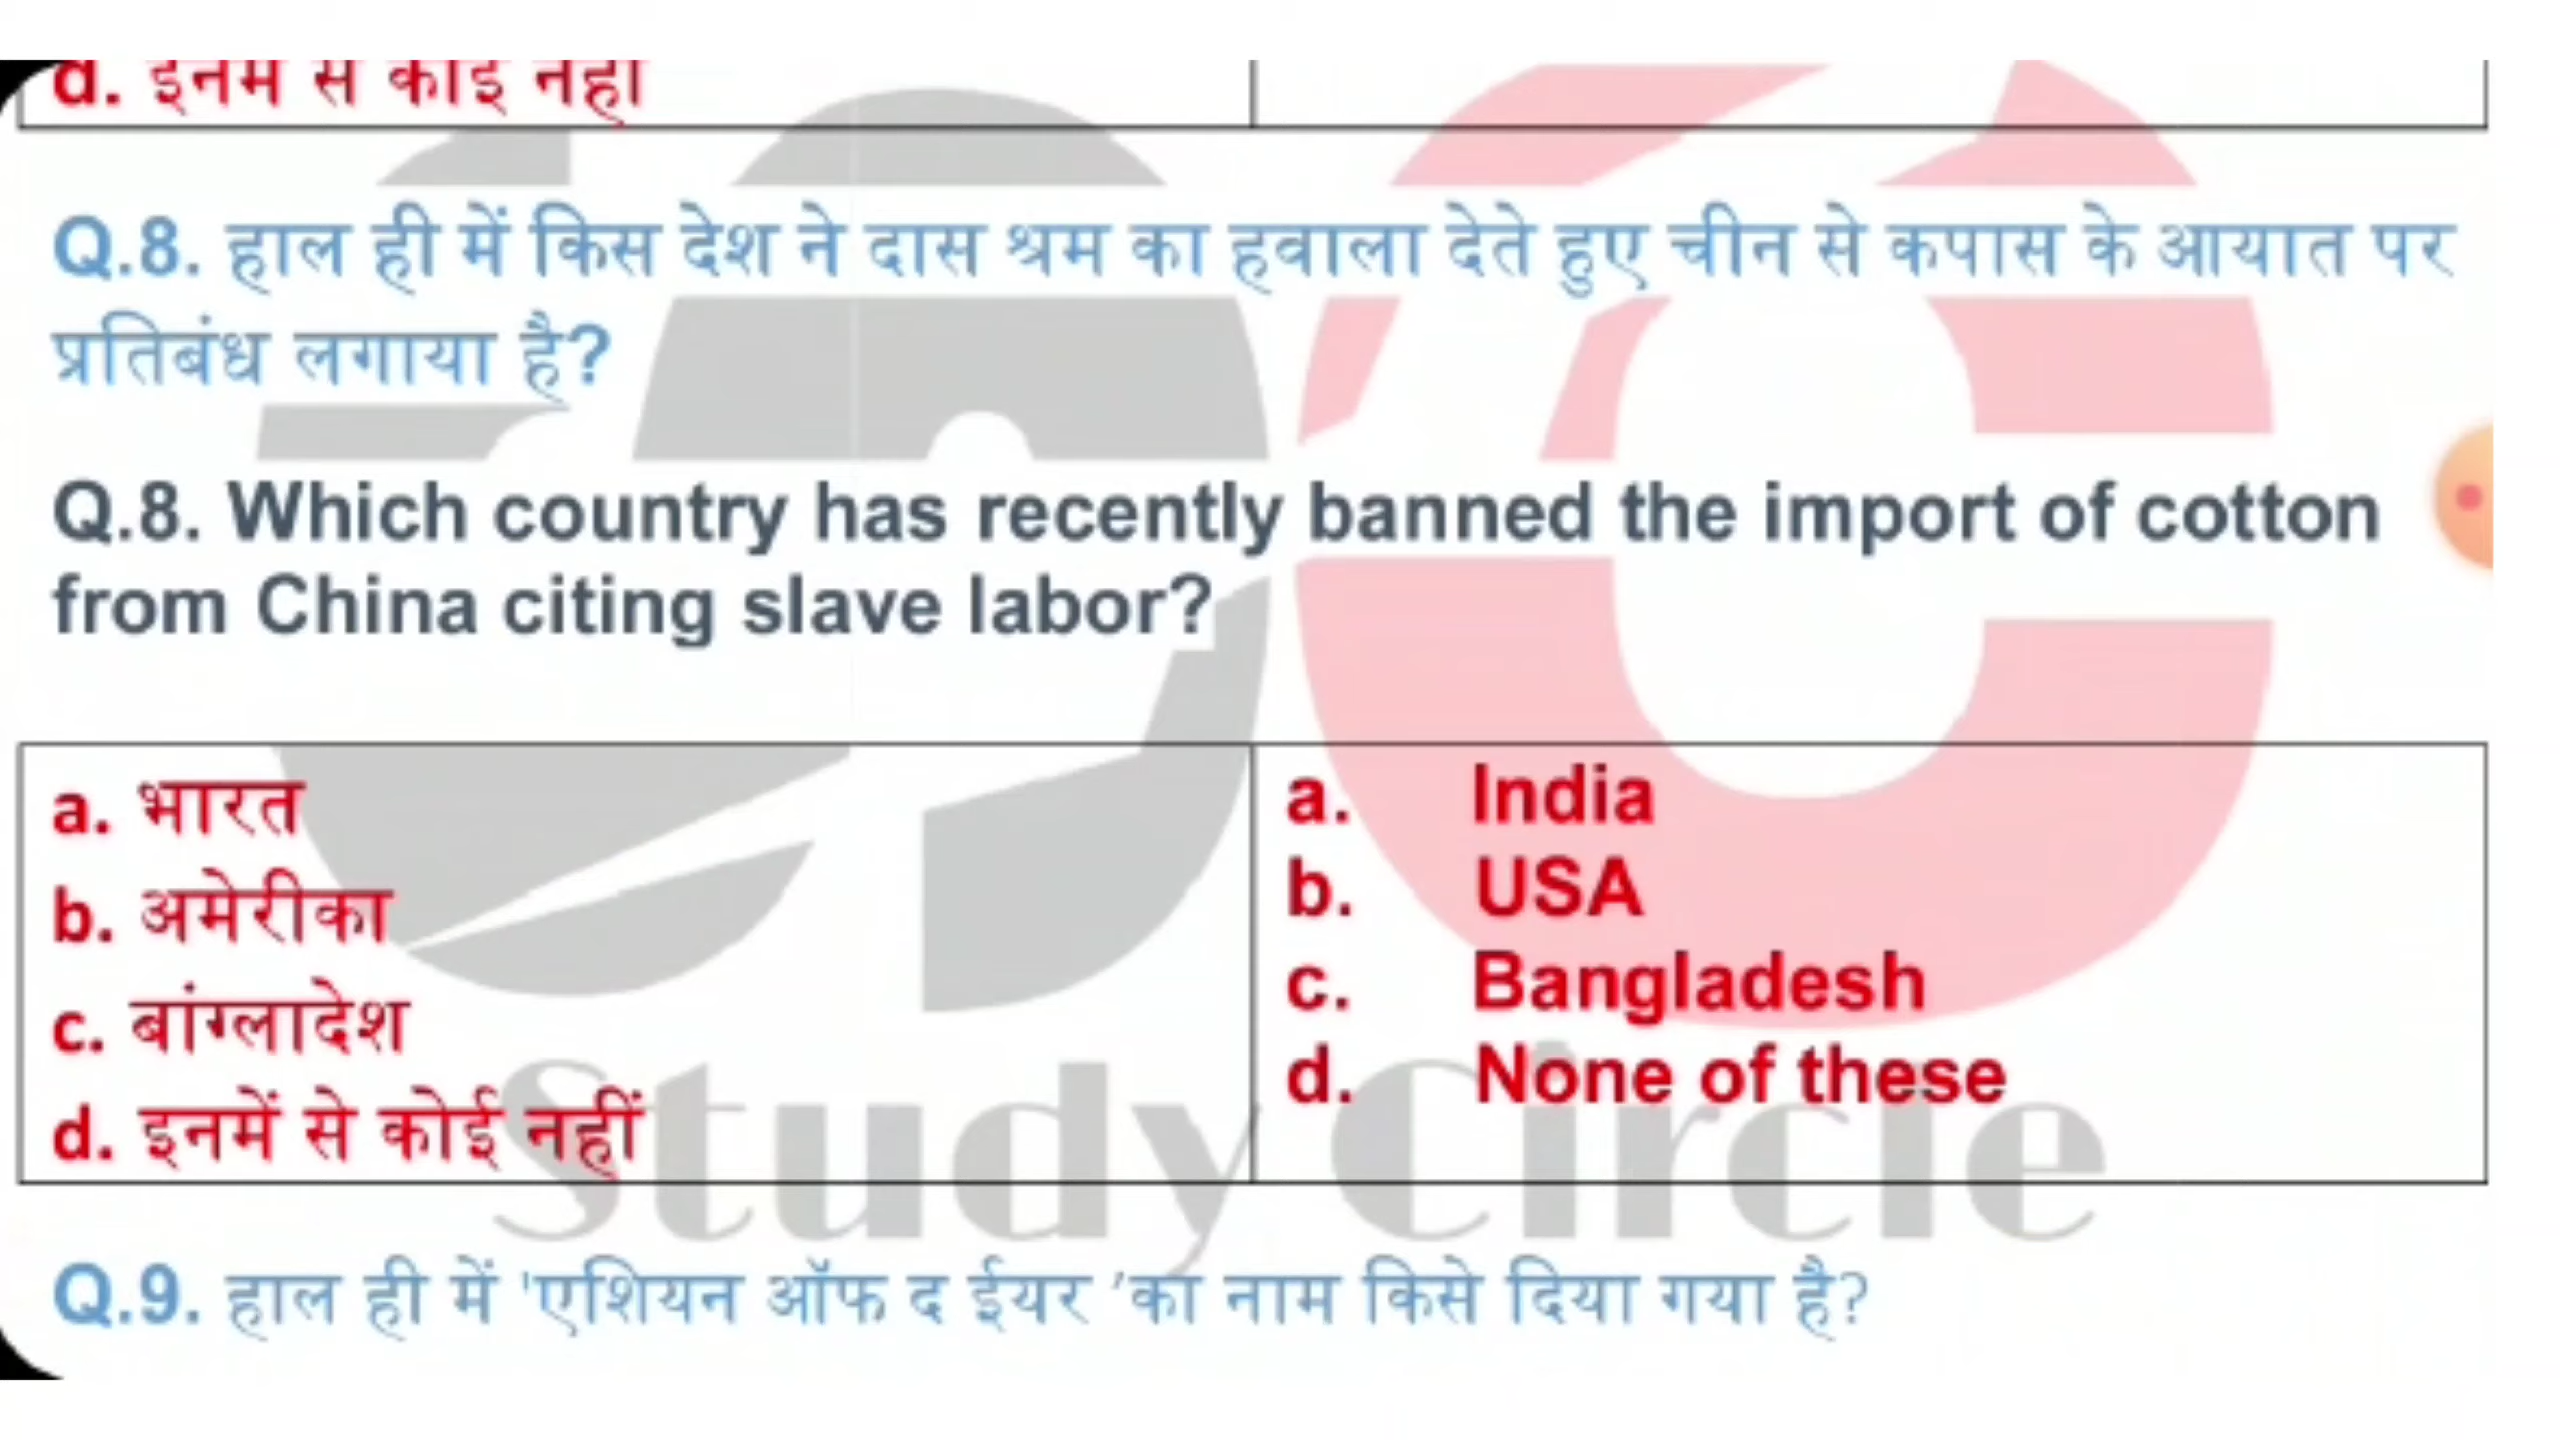 d. इनमें से कोई नहीं
Q.8. हाल ही में किस देश ने दास श्रम का हवाला देते हुए चीन से कपास के आयात पर
प्रतिबंध लगाया है?
Q.8. Which country has recently banned the import of cotton
from China citing slave labor?
a. भारत
b. अमेरीका
c. बांग्लादेश
d. इनमें से कोई नहीं
a. India
b. USA
c. Bangladesh
d. None of these
Study Circle
Q.9. हाल ही में 'एशियन ऑफ द ईयर 'का नाम किसे दिया गया है?